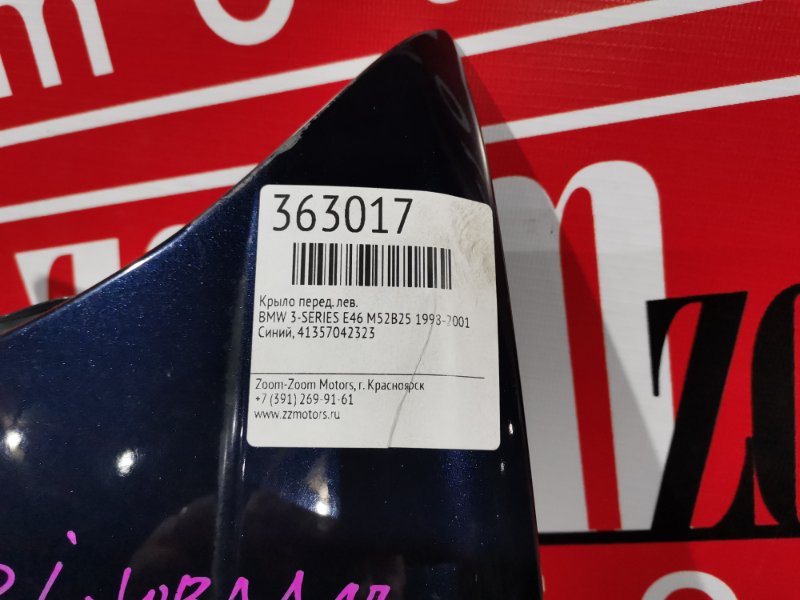 363017
Крыло перед. лев.
BMW 3-SERIES E46 M52B25 1998-2001
Синий, 41357042323
Zoom-Zoom Motors, г. Красноярск
+7 (391) 269-91-61
www.zzmotors.ru